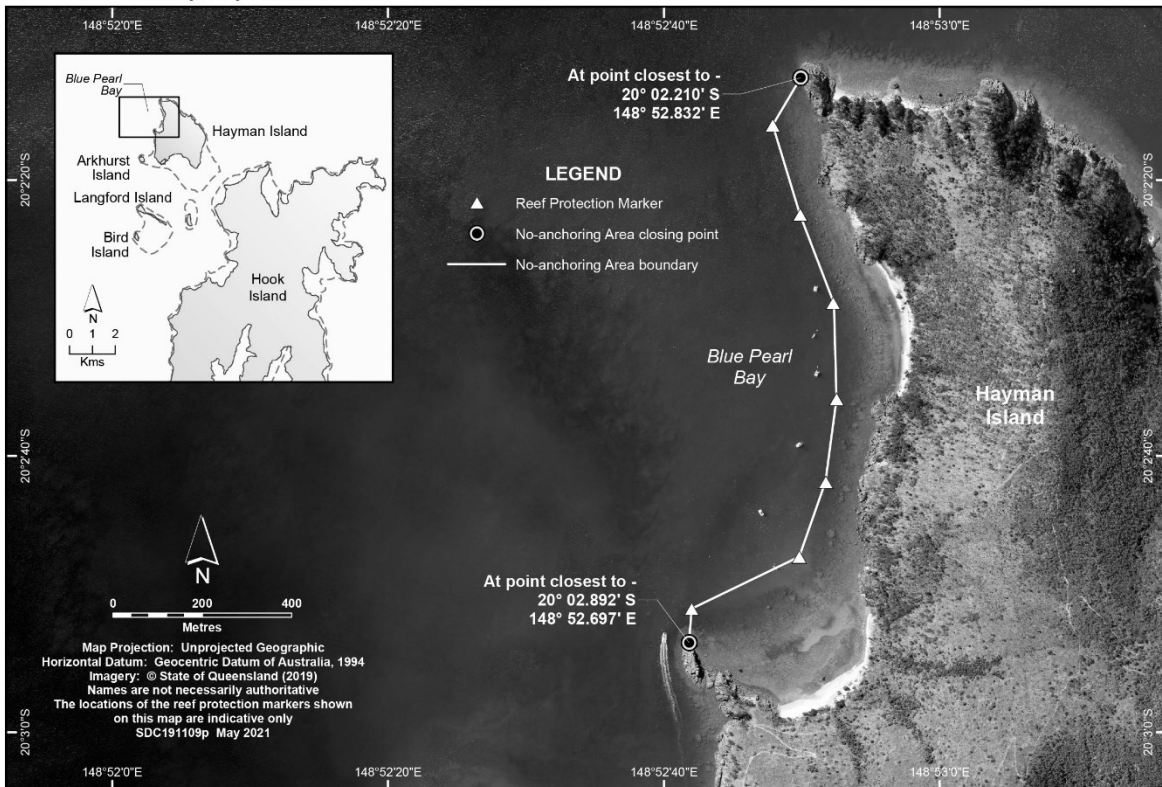 148°52'0"E
148°52'20"E
148°52'40"E
148°53'0"E
Blue Pearl
Bay
Hayman Island
Arkhurst
Island
Langford Island
Bird
Island
Hook
Island
N
0 1 2
Kms
At point closest to -
20° 02.210' S
148° 52.832' E
LEGEND
Reef Protection Marker
No-anchoring Area closing point
No-anchoring Area boundary
20°2'20"S
20°2'20"S
Blue Pearl
Bay
Hayman
Island
20°2'40"S
20°2'40"S
N
0 200 400
Metres
At point closest to -
20° 02.892' S
148° 52.697' E
Map Projection: Unprojected Geographic
Horizontal Datum: Geocentric Datum of Australia, 1994
Imagery: © State of Queensland (2019)
Names are not necessarily authoritative
The locations of the reef protection markers shown
on this map are indicative only
SDC191109p May 2021
20°3'0"S
20°3'0"S
148°52'0"E
148°52'20"E
148°52'40"E
148°53'0"E